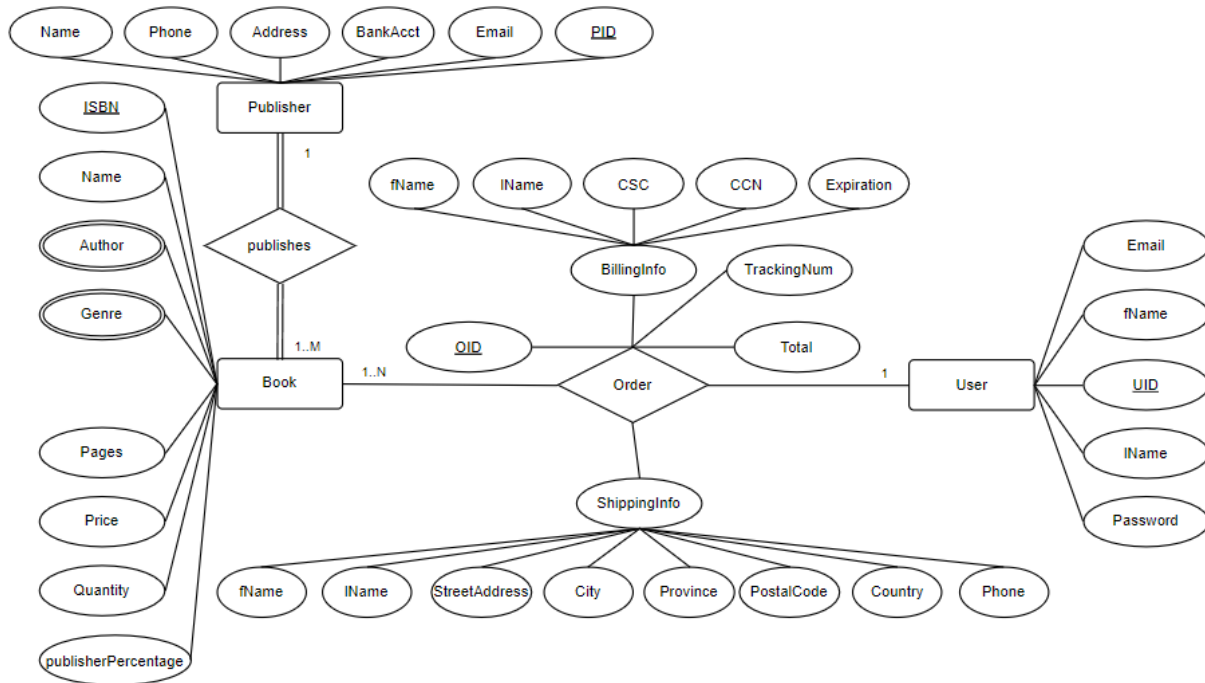 Name
Phone
Address
BankAcct
Email
PID
Publisher
ISBN
1
Name
fName
lName
CSC
CCN
Expiration
Author
publishes
Email
BillingInfo
TrackingNum
Genre
fName
1..M
OID
Total
Book
1..N
Order
1
User
UID
Pages
lName
ShippingInfo
Price
Password
Quantity
fName
lName
StreetAddress
City
Province
PostalCode
Country
Phone
publisherPercentage